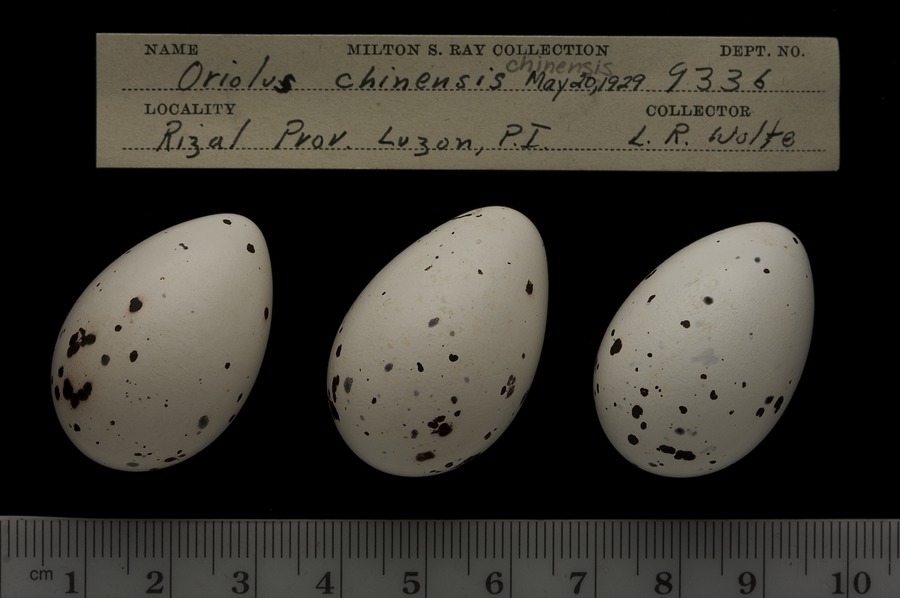 NAME MILTON S. RAY COLLECTION DEPT. NO.
chinensis
Oriolus chinensis May 20, 1929 9336
LOCALITY COLLECTOR
Rizal Prov. Luzon, P.I. L. R. Wolfe
cm 1 2 3 4 5 6 7 8 9 10